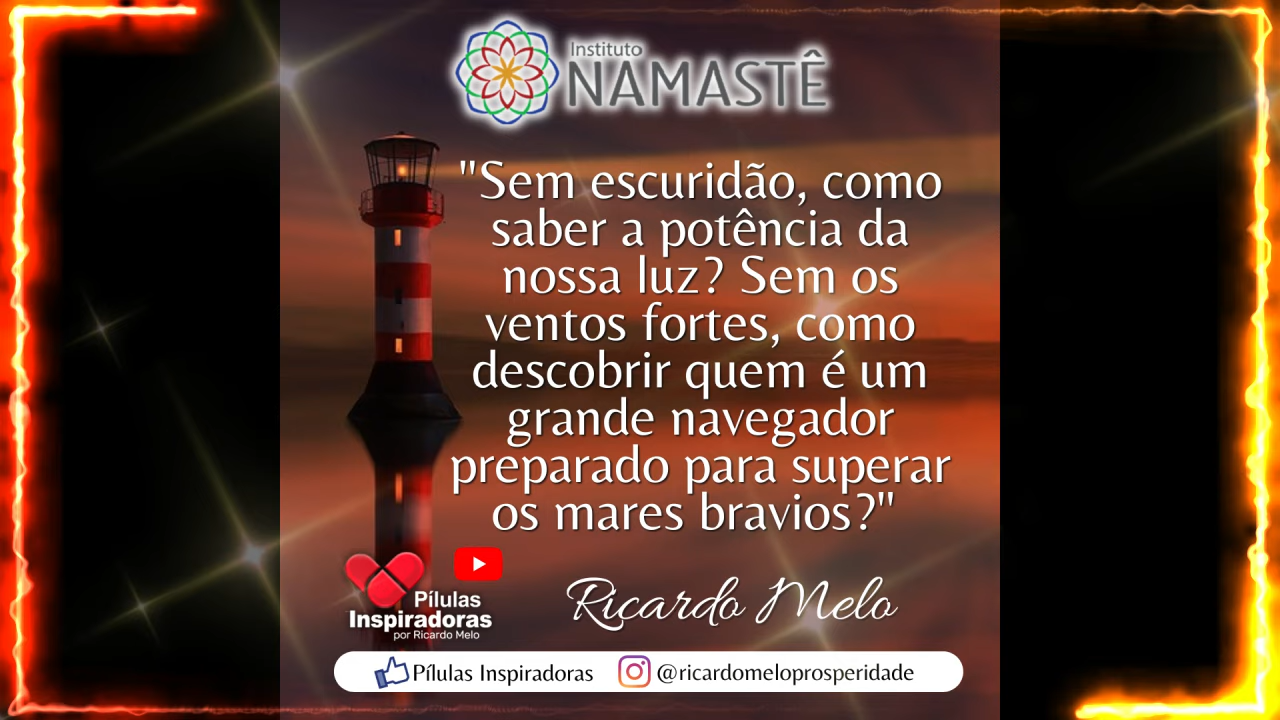 Instituto
NAMASTÊ
"Sem escuridão, como
saber a potência da
nossa luz? Sem os
ventos fortes, como
descobrir quem é um
grande navegador
preparado para superar
os mares bravios?"
Pílulas
Inspiradoras
por Ricardo Melo
Ricardo Melo
Pílulas Inspiradoras @ricardomeloprosperidade